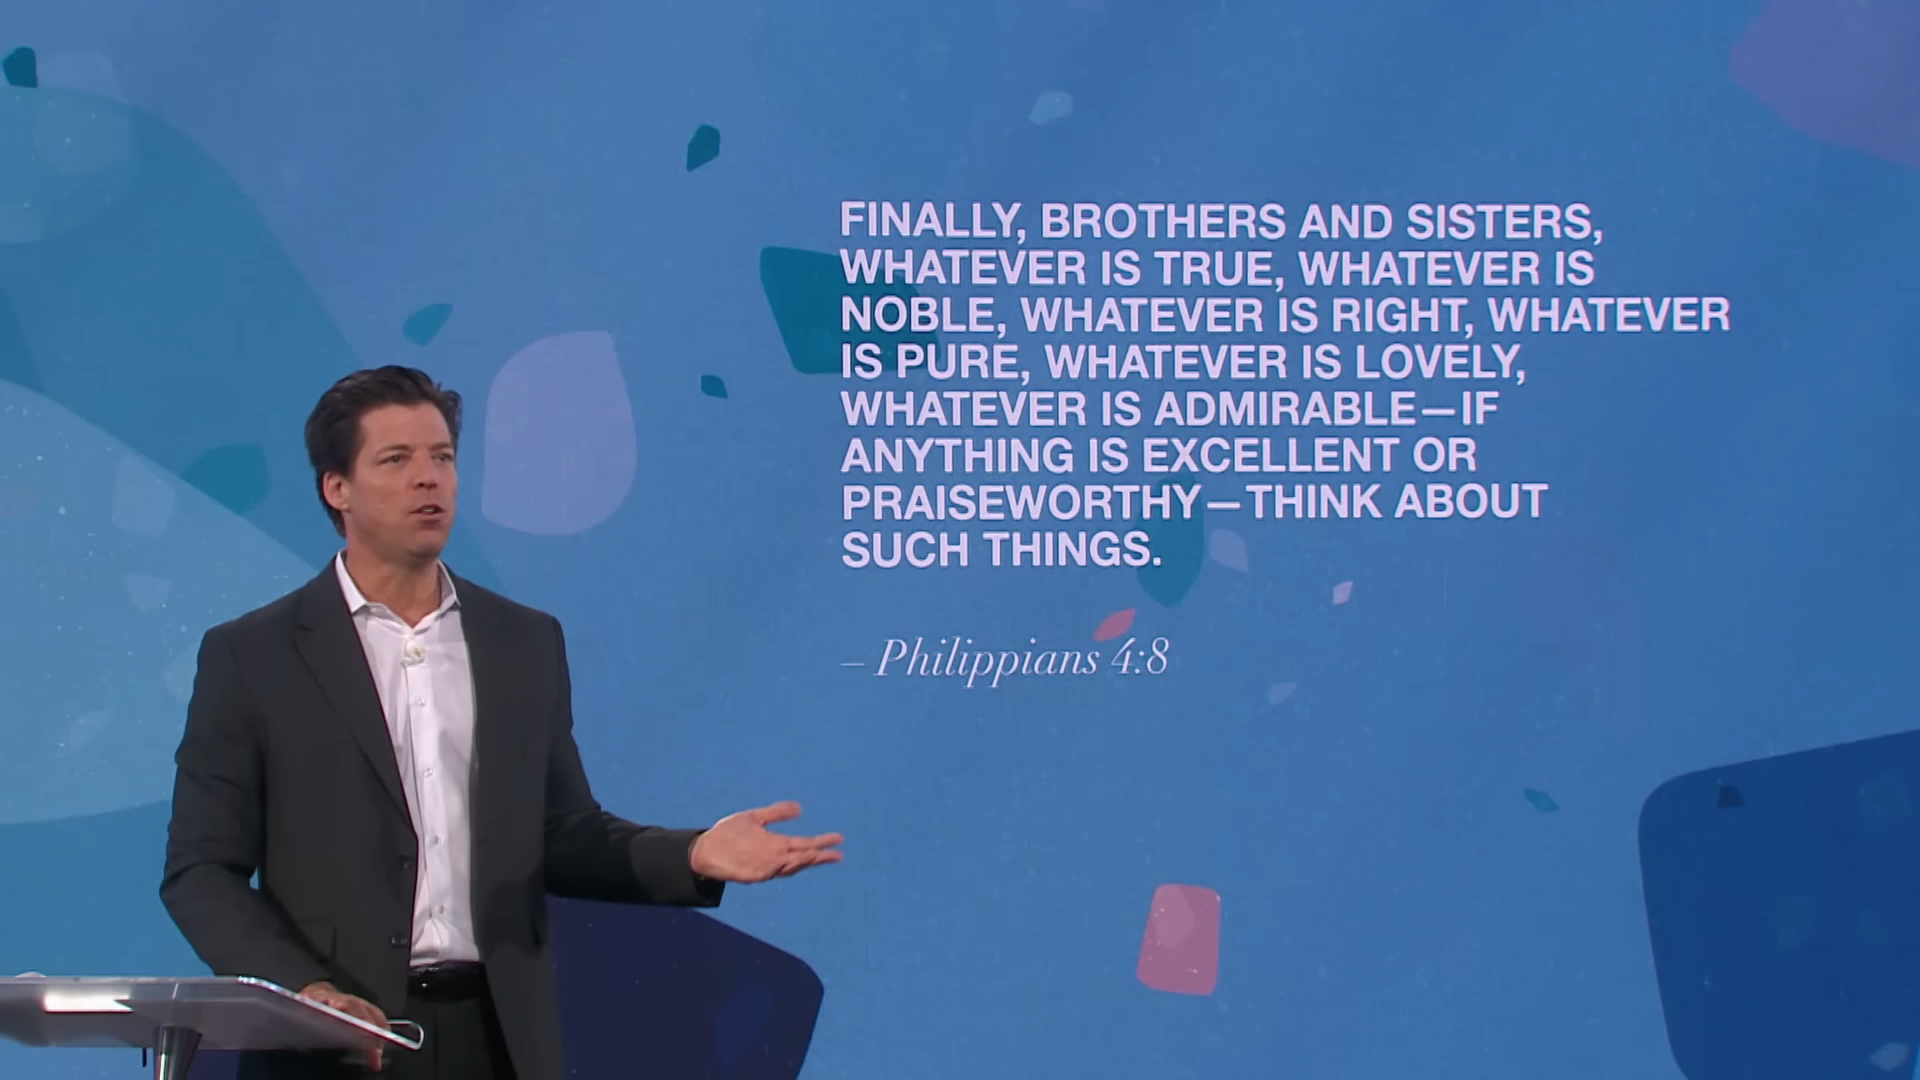 FINALLY, BROTHERS AND SISTERS,
WHATEVER IS TRUE, WHATEVER IS
NOBLE, WHATEVER IS RIGHT, WHATEVER
IS PURE, WHATEVER IS LOVELY,
WHATEVER IS ADMIRABLE—IF
ANYTHING IS EXCELLENT OR
PRAISEWORTHY—THINK ABOUT
SUCH THINGS.
– Philippians 4:8